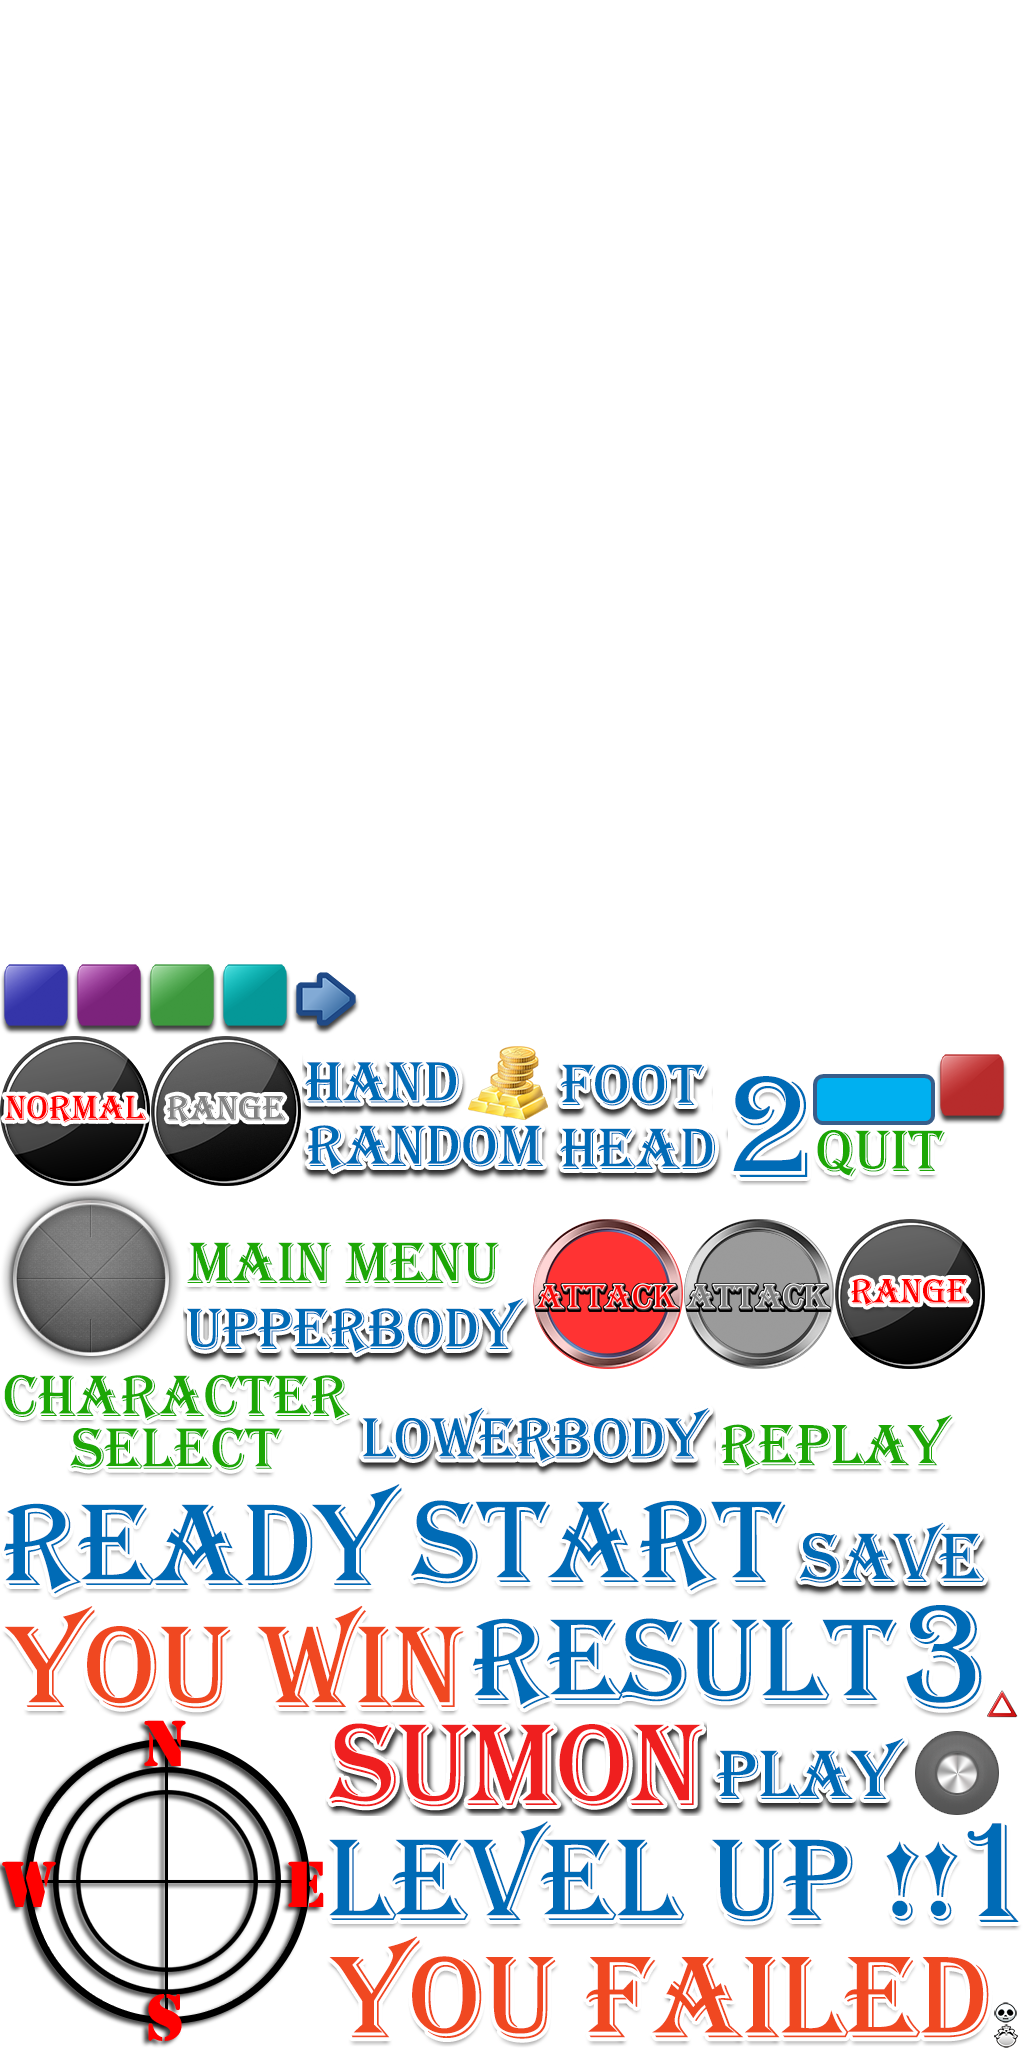 NORMAL
RANGE
HAND
FOOT
RANDOM
HEAD
2
QUIT
MAIN MENU
UPPERBODY
ATTACK
ATTACK
RANGE
CHARACTER
SELECT
LOWERBODY
REPLAY
READY
START
SAVE
YOU WIN
RESULT
3
N
W
E
S
SUMON
PLAY
LEVEL UP !!
1
YOU FAILED